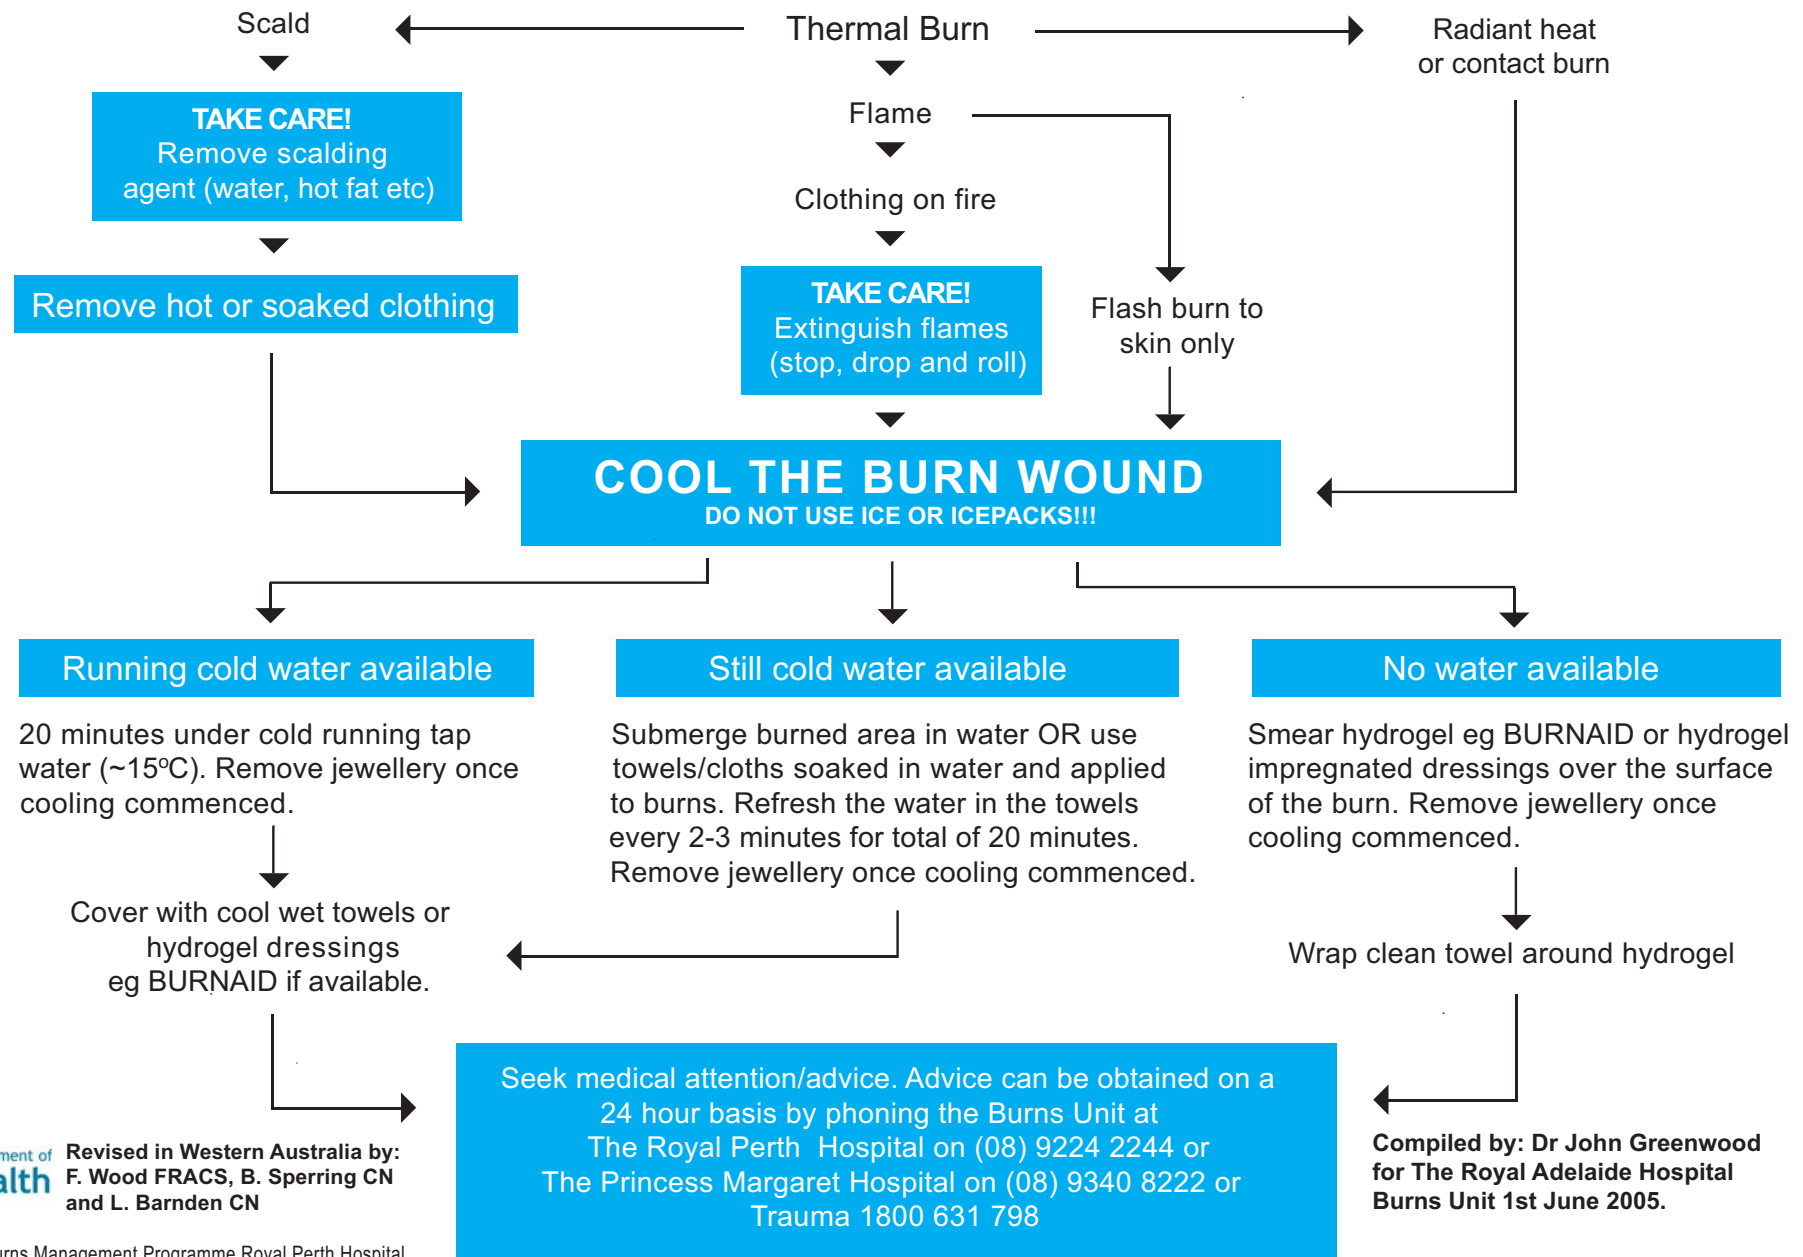 Scald
Thermal Burn
Radiant heat
or contact burn
TAKE CARE!
Remove scalding
agent (water, hot fat etc)
Flame
Clothing on fire
Remove hot or soaked clothing
TAKE CARE!
Extinguish flames
(stop, drop and roll)
Flash burn to
skin only
COOL THE BURN WOUND
DO NOT USE ICE OR ICEPACKS!!!
Running cold water available
20 minutes under cold running tap
water (~15ºC). Remove jewellery once
cooling commenced.
Cover with cool wet towels or
hydrogel dressings
eg BURNAID if available.
Still cold water available
Submerge burned area in water OR use
towels/cloths soaked in water and applied
to burns. Refresh the water in the towels
every 2-3 minutes for total of 20 minutes.
Remove jewellery once cooling commenced.
No water available
Smear hydrogel eg BURNAID or hydrogel
impregnated dressings over the surface
of the burn. Remove jewellery once
cooling commenced.
Wrap clean towel around hydrogel
Seek medical attention/advice. Advice can be obtained on a
24 hour basis by phoning the Burns Unit at
The Royal Perth Hospital on (08) 9224 2244 or
The Princess Margaret Hospital on (08) 9340 8222 or
Trauma 1800 631 798
Revised in Western Australia by:
F. Wood FRACS, B. Sperring CN
and L. Barnden CN
Compiled by: Dr John Greenwood
for The Royal Adelaide Hospital
Burns Unit 1st June 2005.
Management Programme Royal Perth Hospital